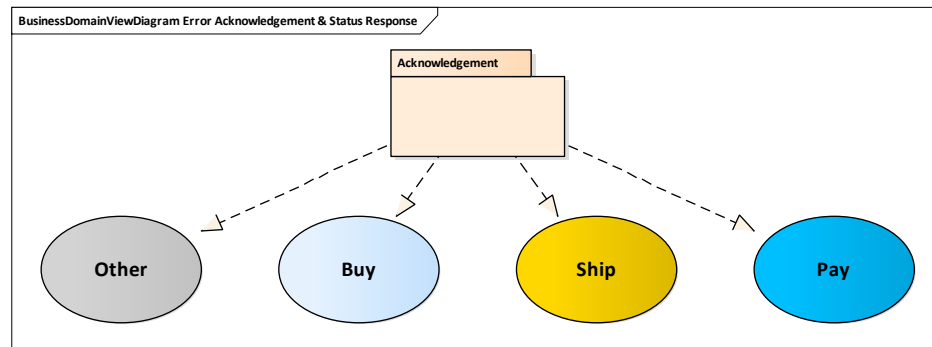 BusinessDomainViewDiagram Error Acknowledgement & Status Response
Acknowledgement
Other
Buy
Ship
Pay